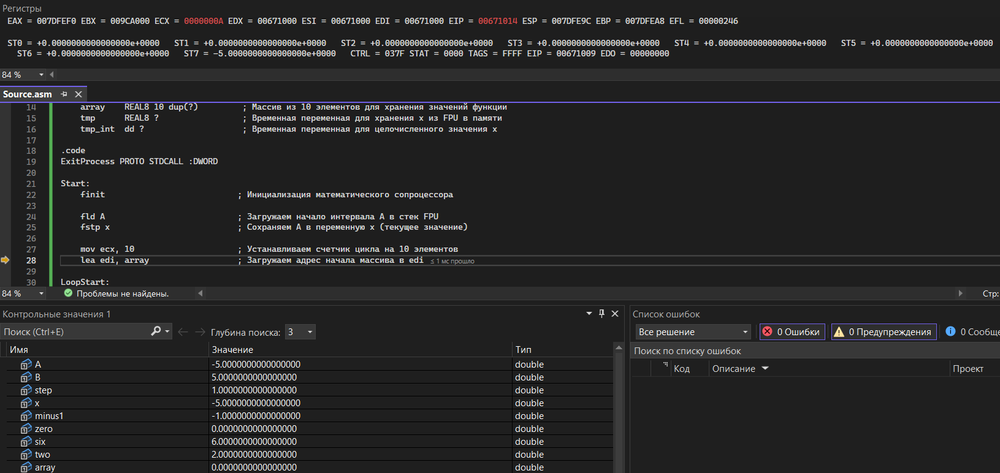 Регистры
EAX = 007DFEF0 EBX = 009CA000 ECX = 0000000A EDX = 00671000 ESI = 00671000 EDI = 00671000 EIP = 00671014 ESP = 007DFE9C EBP = 007DFEA8 EFL = 00000246
ST0 = +0.0000000000000000e+0000 ST1 = +0.0000000000000000e+0000 ST2 = +0.0000000000000000e+0000 ST3 = +0.0000000000000000e+0000 ST4 = +0.0000000000000000e+0000 ST5 = +0.0000000000000000e+0000
ST6 = +0.0000000000000000e+0000 ST7 = -5.0000000000000000e+0000 CTRL = 037F STAT = 0000 TAGS = FFFF EIP = 00671009 EDO = 00000000
84 %
Source.asm
14 array REAL8 10 dup(?) ; Массив из 10 элементов для хранения значений функции
15 tmp REAL8 ? ; Временная переменная для хранения x из FPU в памяти
16 tmp_int dd ? ; Временная переменная для целочисленного значения x
17
18 .code
19 ExitProcess PROTO STDCALL :DWORD
20
21 Start:
22 finit ; Инициализация математического сопроцессора
23
24 fld A ; Загружаем начало интервала A в стек FPU
25 fstp x ; Сохраняем A в переменную x (текущее значение)
26
27 mov ecx, 10 ; Устанавливаем счетчик цикла на 10 элементов
28 lea edi, array ; Загружаем адрес начала массива в edi ≤ 1 мс прошло
29
30 LoopStart:
84 % Проблемы не найдены. Стр:
Контрольные значения 1
Поиск (Ctrl+E) Глубина поиска: 3
Имя Значение Тип
A -5.0000000000000000 double
B 5.0000000000000000 double
step 1.0000000000000000 double
x -5.0000000000000000 double
minus1 -1.0000000000000000 double
zero 0.0000000000000000 double
six 6.0000000000000000 double
two 2.0000000000000000 double
array 0.0000000000000000 double
Список ошибок
Все решение 0 Ошибки 0 Предупреждения 0 Сообще
Поиск по списку ошибок
Код Описание Проект